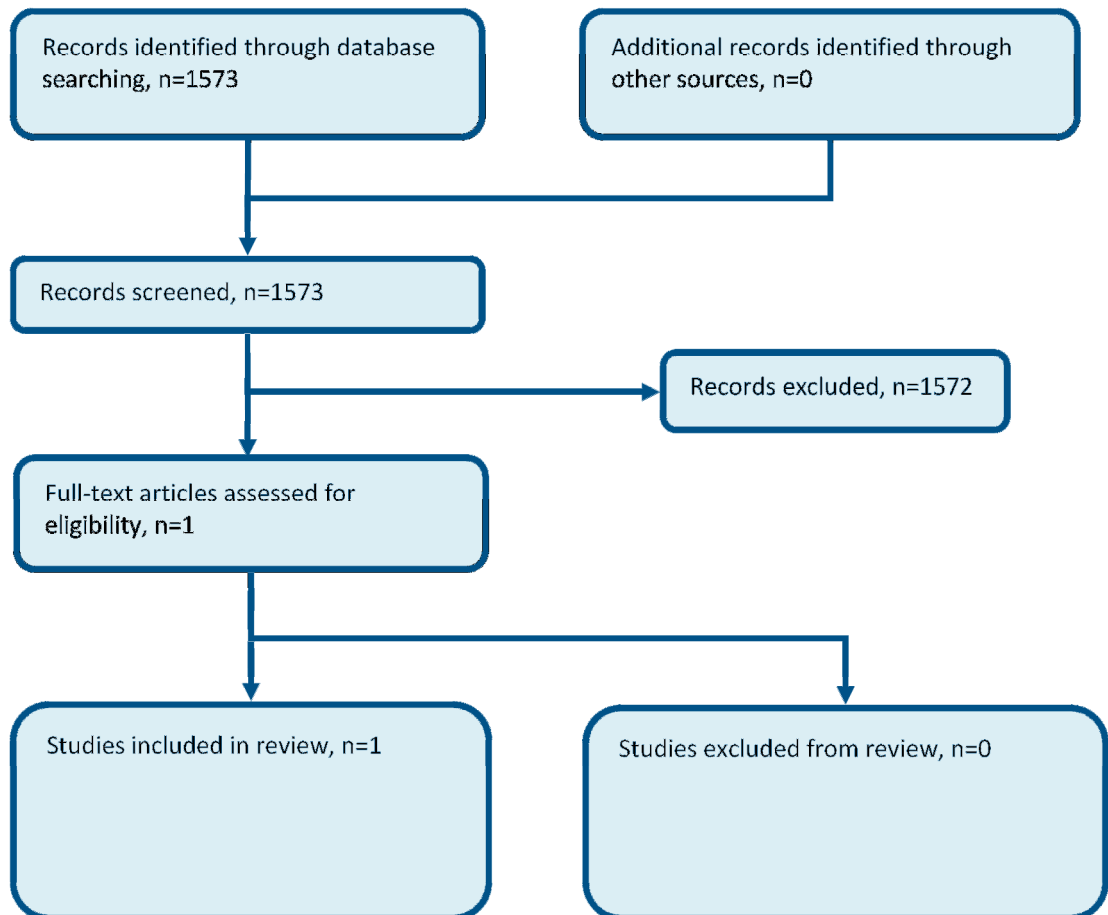 Records identified through database
searching, n=1573
Additional records identified through
other sources, n=0
Records screened, n=1573
Records excluded, n=1572
Full-text articles assessed for
eligibility, n=1
Studies included in review, n=1
Studies excluded from review, n=0